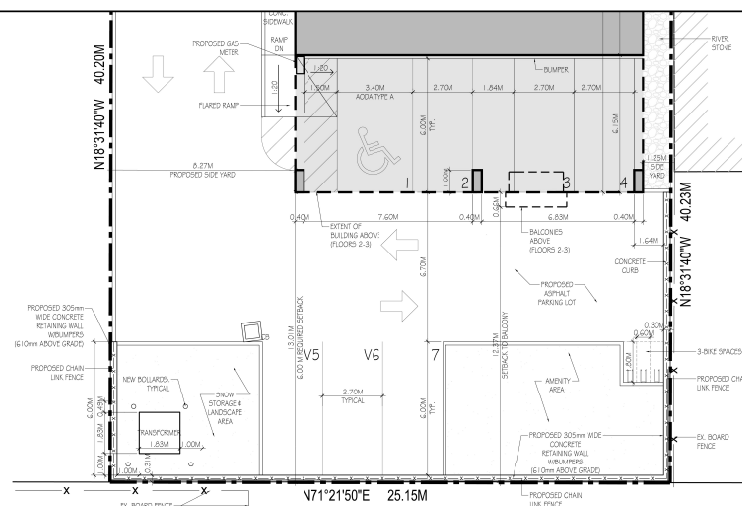 CONC.
SIDEWALK
RAMP
DN
PROPOSED GAS
METER
1:20
1:20
FLARED RAMP
BUMPER
RIVER
STONE
1.50M
3.40M
2.70M
1.84M
2.70M
2.70M
AODA TYPE A
6.00M
TYP.
6.15M
N18°31'40"W 40.20M
8.27M
PROPOSED SIDE YARD
1.00M
1
2
3
4
1.25M
SIDE
YARD
0.40M
7.60M
0.40M
0.66M
6.83M
0.40M
EXTENT OF
BUILDING ABOVE
(FLOORS 2-3)
BALCONIES
ABOVE
(FLOORS 2-3)
1.64M
CONCRETE
CURB
N18°31'40"W 40.23M
6.70M
PROPOSED
ASPHALT
PARKING LOT
PROPOSED 305mm
WIDE CONCRETE
RETAINING WALL
W/BUMPERS
(610mm ABOVE GRADE)
CB
13.01M
6.00 M REQUIRED SETBACK
12.37M
SETBACK TO BALCONY
0.30M
0.60M
1.80M
3-BIKE SPACES
V5
V6
7
PROPOSED CHAIN
LINK FENCE
NEW BOLLARDS,
TYPICAL
SNOW
STORAGE &
LANDSCAPE
AREA
2.70M
TYPICAL
AMENITY
AREA
PROPOSED CHA
LINK FENCE
6.00M
0.49M
1.83M
1.00M
TRANSFORMER
1.83M
1.00M
1.00M
0.31M
6.00M
TYP.
PROPOSED 305mm WIDE
CONCRETE
RETAINING WALL
W/BUMPERS
(610mm ABOVE GRADE)
EX. BOARD
FENCE
EX. BOARD FENCE
N71°21'50"E 25.15M
PROPOSED CHAIN
LINK FENCE